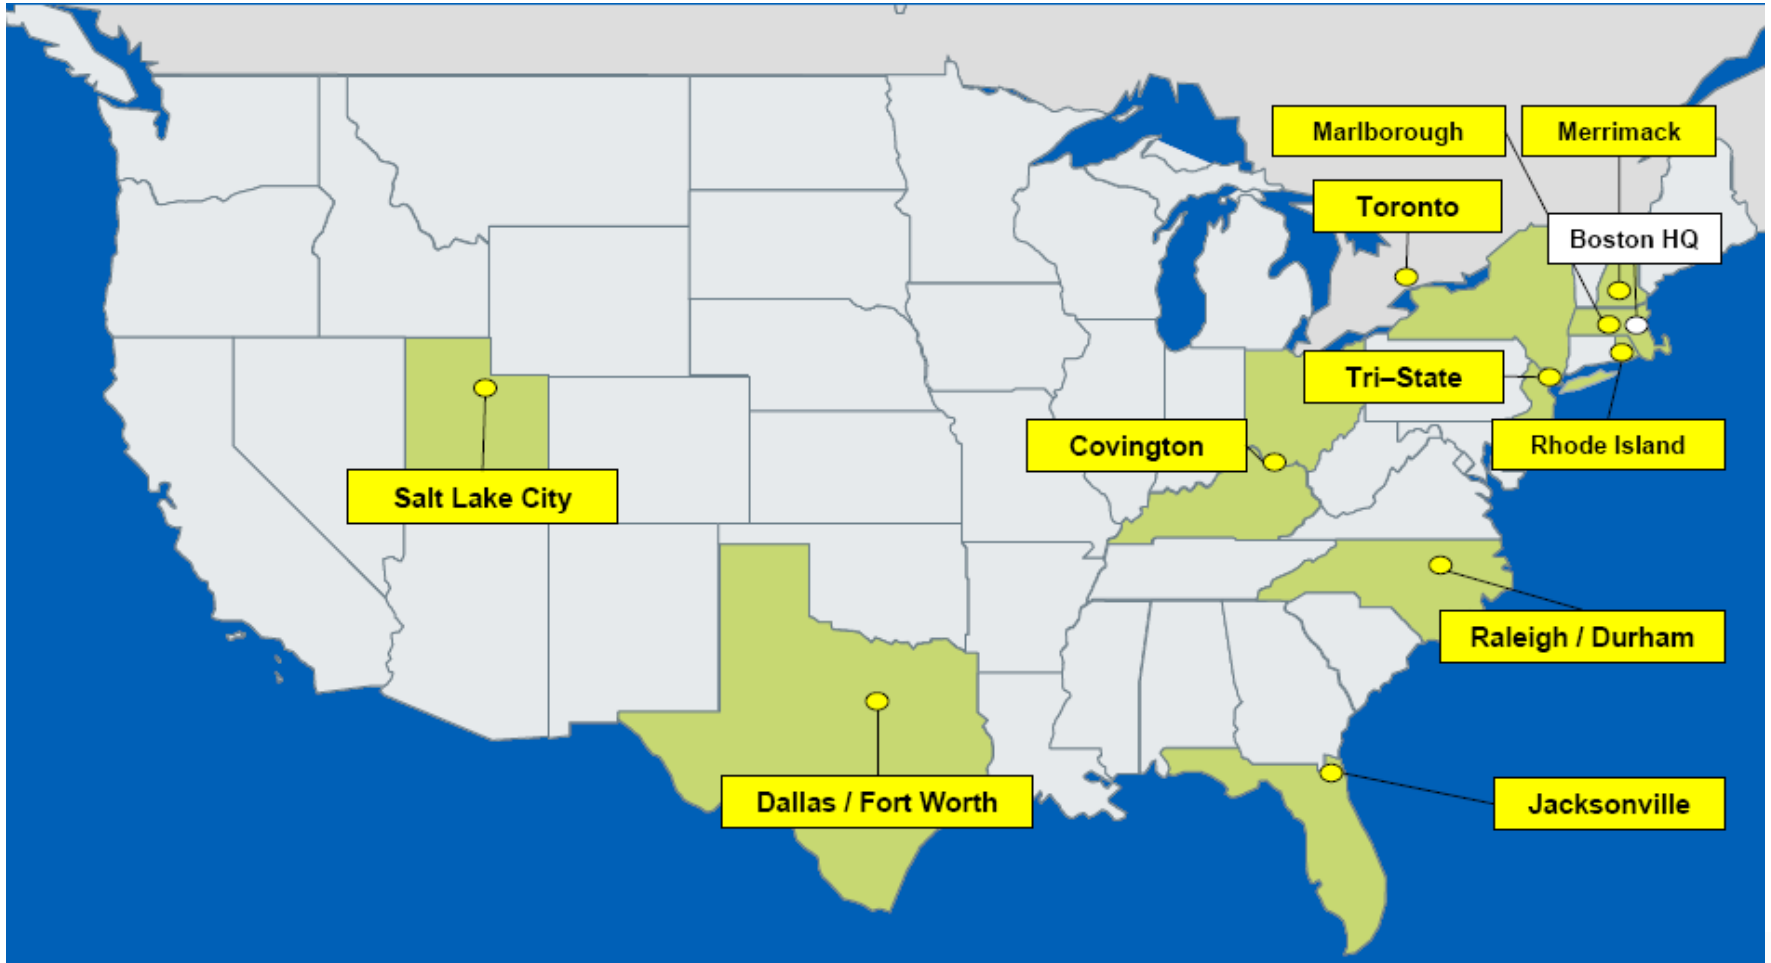 Marlborough
Merrimack
Toronto
Boston HQ
Tri–State
Covington
Rhode Island
Salt Lake City
Raleigh / Durham
Dallas / Fort Worth
Jacksonville